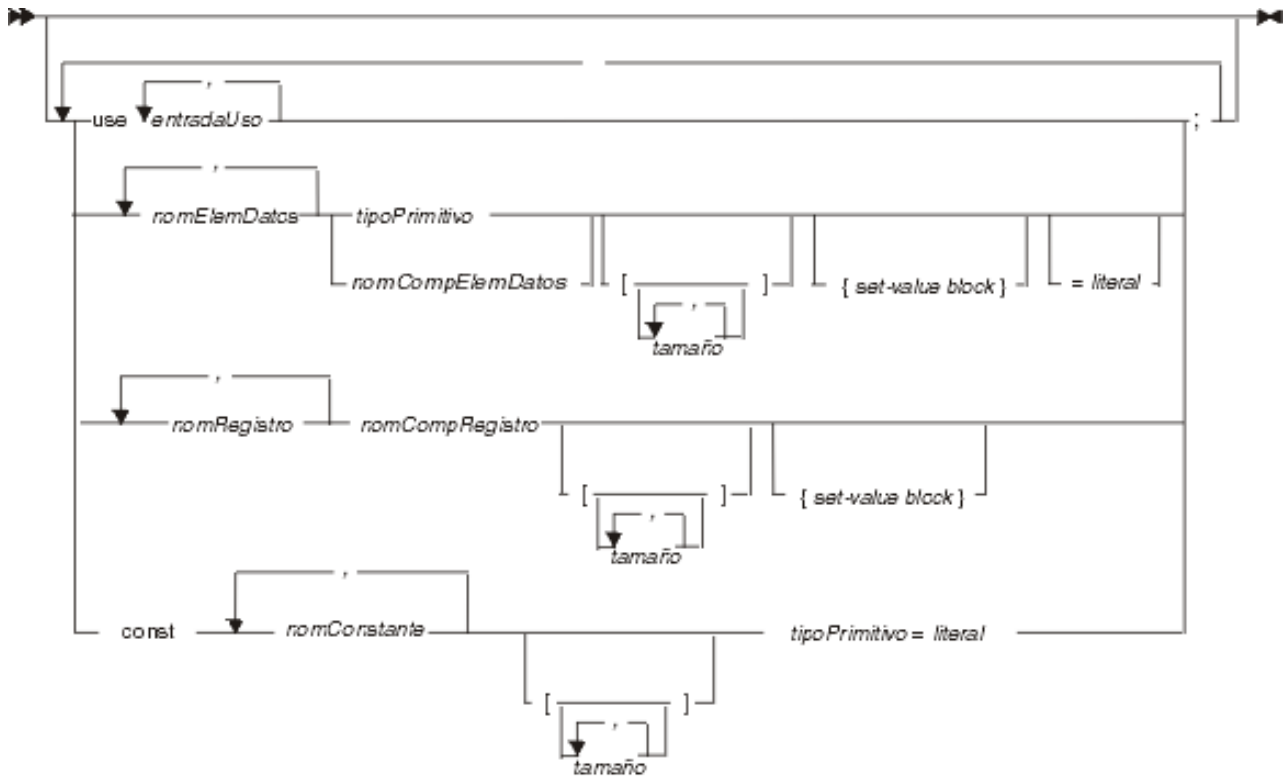 ,
use entradaUso ;
,
nomElemDatos tipoPrimitivo
nomCompElemDatos [ ] { set-value block } = literal
,
tamaño
,
nomRegistro nomCompRegistro
[ ] { set-value block }
,
tamaño
,
const nomConstante tipoPrimitivo = literal
[ ]
,
tamaño